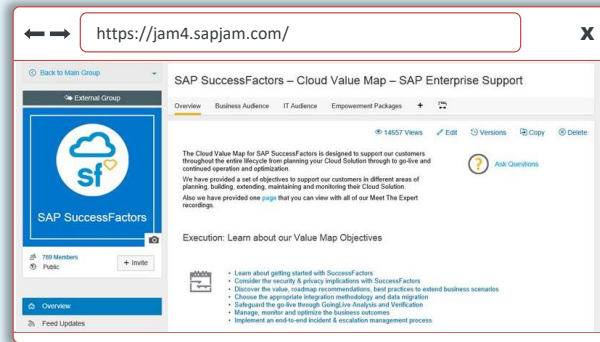 https://jam4.sapjam.com/
X
Back to Main Group
External Group
sf
SAP SuccessFactors
769 Members
Public
+ Invite
Overview
Feed Updates
SAP SuccessFactors – Cloud Value Map – SAP Enterprise Support
Overview Business Audience IT Audience Empowerment Packages +
14657 Views Edit Versions Copy Delete
The Cloud Value Map for SAP SuccessFactors is designed to support our customers
throughout the entire lifecycle from planning your Cloud Solution through to go-live and
continued operation and optimization.
We have provided a set of objectives to support our customers in different areas of
planning, building, extending, maintaining and monitoring their Cloud Solution.
Also we have provided one page that you can view with all of our Meet The Expert
recordings.
? Ask Questions
Execution: Learn about our Value Map Objectives
• Learn about getting started with SuccessFactors
• Consider the security & privacy implications with SuccessFactors
• Discover the value, roadmap recommendations, best practices to extend business scenarios
• Choose the appropriate integration methodology and data migration
• Safeguard the go-live through GoingLive Analysis and Verification
• Manage, monitor and optimize the business outcomes
• Implement an end-to-end incident & escalation management process